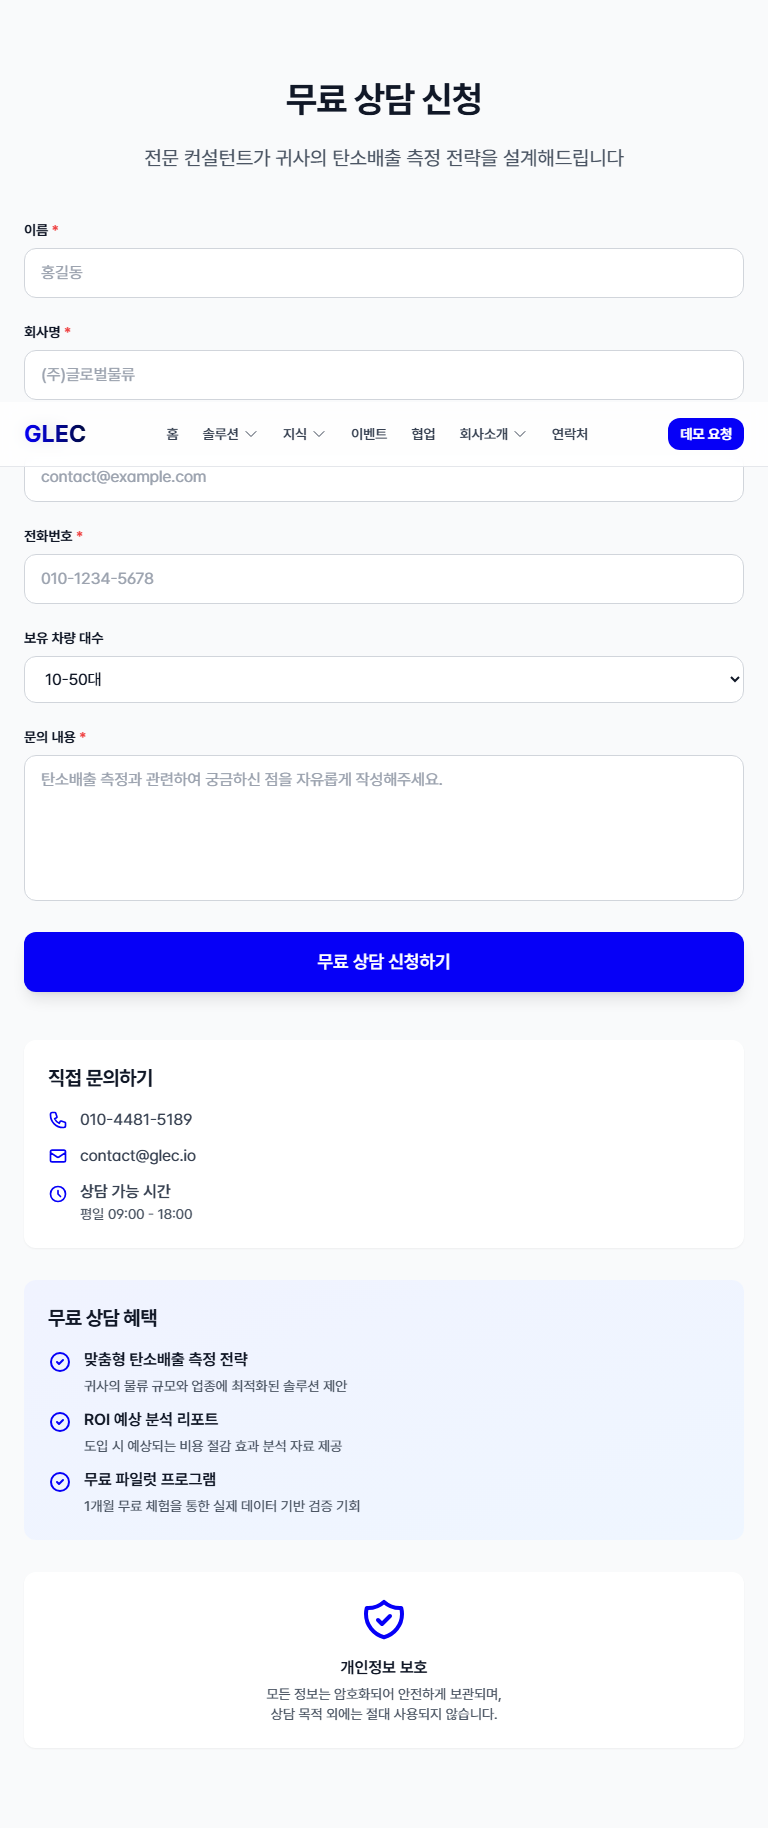 무료 상담 신청
전문 컨설턴트가 귀사의 탄소배출 측정 전략을 설계해드립니다
이름 *
홍길동
회사명 *
(주)글로벌물류
GLEC 홈 솔루션 지식 이벤트 협업 회사소개 연락처 데모 요청
contact@example.com
전화번호 *
010-1234-5678
보유 차량 대수
10-50대
문의 내용 *
탄소배출 측정과 관련하여 궁금하신 점을 자유롭게 작성해주세요.
무료 상담 신청하기
직접 문의하기
010-4481-5189
contact@glec.io
상담 가능 시간
평일 09:00 - 18:00
무료 상담 혜택
맞춤형 탄소배출 측정 전략
귀사의 물류 규모와 업종에 최적화된 솔루션 제안
ROI 예상 분석 리포트
도입 시 예상되는 비용 절감 효과 분석 자료 제공
무료 파일럿 프로그램
1개월 무료 체험을 통한 실제 데이터 기반 검증 기회
개인정보 보호
모든 정보는 암호화되어 안전하게 보관되며,
상담 목적 외에는 절대 사용되지 않습니다.